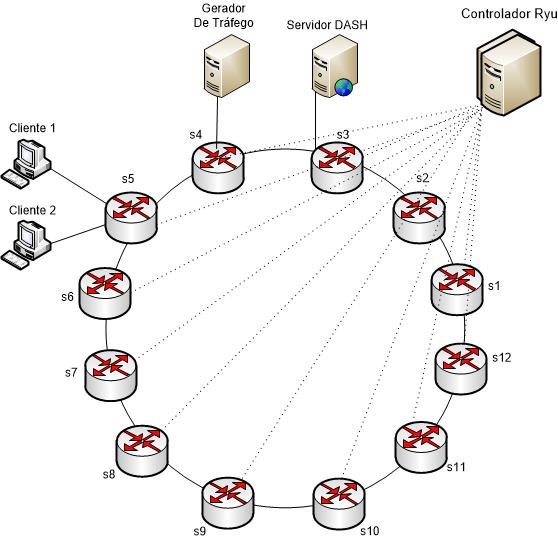 Gerador
De Tráfego
Servidor DASH
Controlador Ryu
Cliente 1
s4
s3
s5
s2
Cliente 2
s1
s6
s12
s7
s11
s8
s9
s10